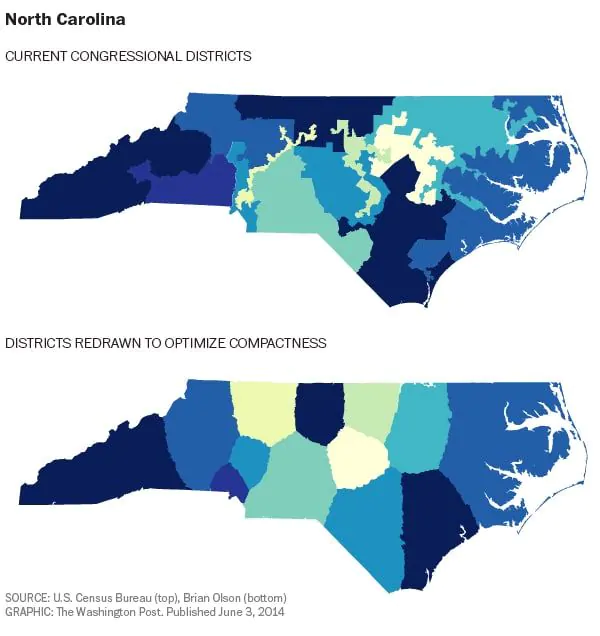 North Carolina
CURRENT CONGRESSIONAL DISTRICTS
DISTRICTS REDRAWN TO OPTIMIZE COMPACTNESS
SOURCE: U.S. Census Bureau (top), Brian Olson (bottom)
GRAPHIC: The Washington Post. Published June 3, 2014